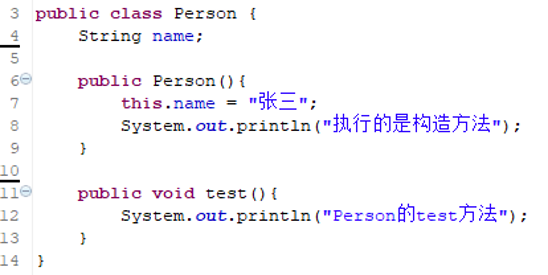 3 public class Person {
4     String name;
5
6     public Person(){
7         this.name = "张三";
8         System.out.println("执行的是构造方法");
9     }
10
11     public void test(){
12         System.out.println("Person的test方法");
13     }
14 }